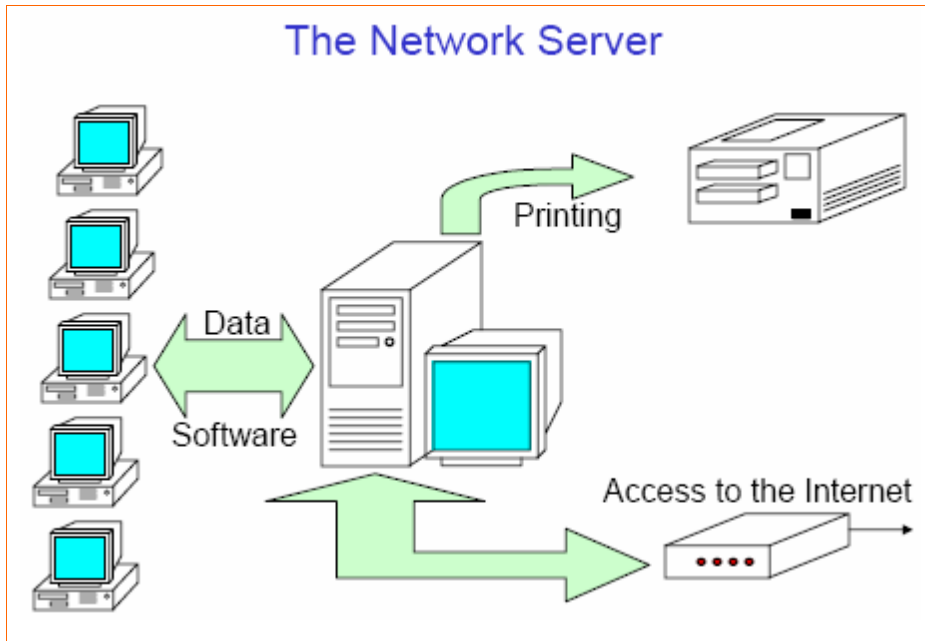 The Network Server
Printing
Data
Software
Access to the Internet